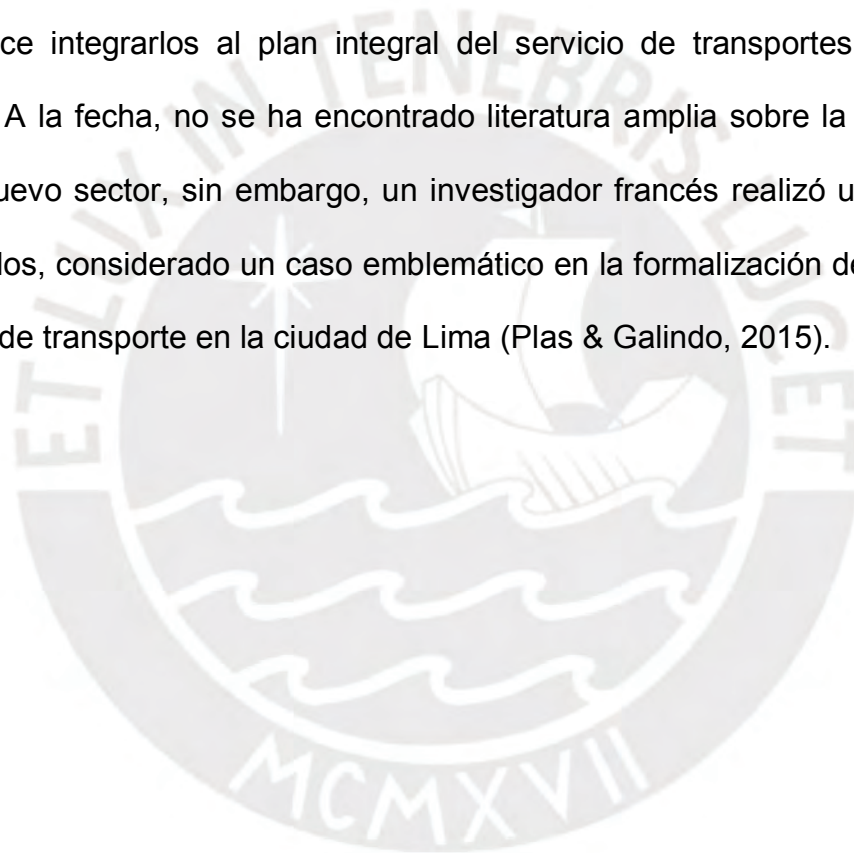 ce integrarlos al plan integral del servicio de transportes
A la fecha, no se ha encontrado literatura amplia sobre la
uevo sector, sin embargo, un investigador francés realizó u
los, considerado un caso emblemático en la formalización de
de transporte en la ciudad de Lima (Plas & Galindo, 2015).
ET LUX IN TENEBRIS LUCET
MCMXVII